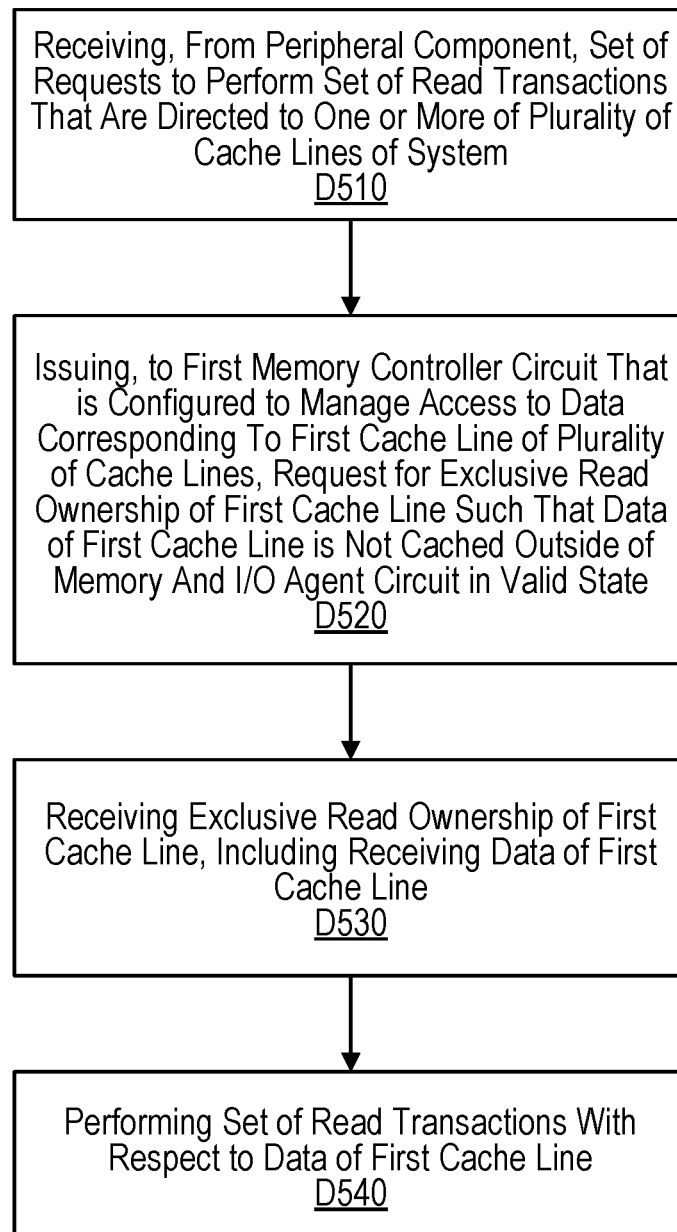 Receiving, From Peripheral Component, Set of
Requests to Perform Set of Read Transactions
That Are Directed to One or More of Plurality of
Cache Lines of System
D510
Issuing, to First Memory Controller Circuit That
is Configured to Manage Access to Data
Corresponding To First Cache Line of Plurality
of Cache Lines, Request for Exclusive Read
Ownership of First Cache Line Such That Data
of First Cache Line is Not Cached Outside of
Memory And I/O Agent Circuit in Valid State
D520
Receiving Exclusive Read Ownership of First
Cache Line, Including Receiving Data of First
Cache Line
D530
Performing Set of Read Transactions With
Respect to Data of First Cache Line
D540